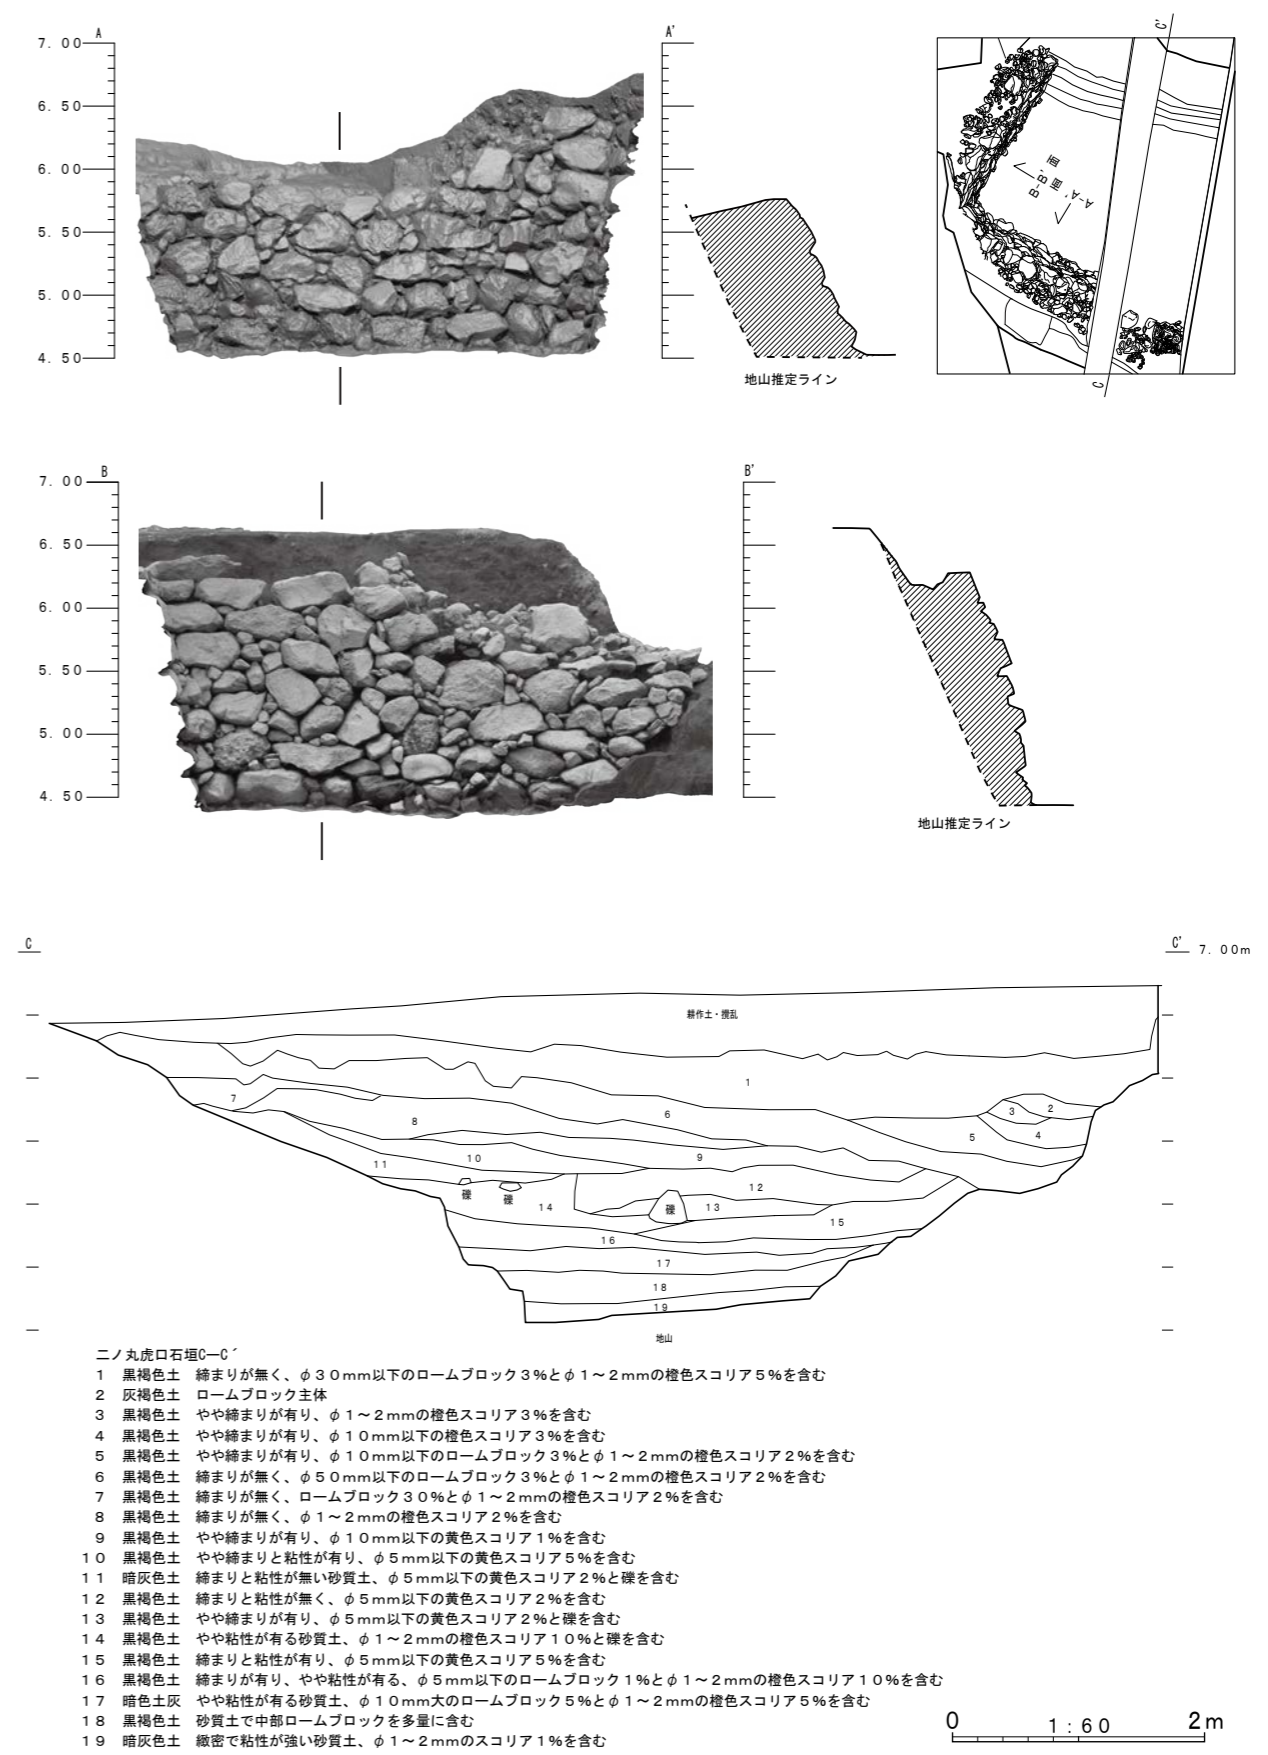 A
A'
C'
7.00
6.50
6.00
5.50
5.00
4.50
地山推定ライン
B-B'面
A-A'面
C
B
B'
7.00
6.50
6.00
5.50
5.00
4.50
地山推定ライン
C
C' 7.00m
耕作土・攪乱
1
2
3
4
5
6
7
8
9
10
11
12
13
14
15
16
17
18
19
礫
礫
礫
地山
二ノ丸虎口石垣C―C´
1 黒褐色土 締まりが無く、φ30mm以下のロームブロック3%とφ1~2mmの橙色スコリア5%を含む
2 灰褐色土 ロームブロック主体
3 黒褐色土 やや締まりが有り、φ1~2mmの橙色スコリア3%を含む
4 黒褐色土 やや締まりが有り、φ10mm以下の橙色スコリア3%を含む
5 黒褐色土 やや締まりが有り、φ10mm以下のロームブロック3%とφ1~2mmの橙色スコリア2%を含む
6 黒褐色土 締まりが無く、φ50mm以下のロームブロック3%とφ1~2mmの橙色スコリア2%を含む
7 黒褐色土 締まりが無く、ロームブロック30%とφ1~2mmの橙色スコリア2%を含む
8 黒褐色土 締まりが無く、φ1~2mmの橙色スコリア2%を含む
9 黒褐色土 やや締まりが有り、φ10mm以下の黄色スコリア1%を含む
10 黒褐色土 やや締まりと粘性が有り、φ5mm以下の黄色スコリア5%を含む
11 暗灰色土 締まりと粘性が無い砂質土、φ5mm以下の黄色スコリア2%と礫を含む
12 黒褐色土 締まりと粘性が無く、φ5mm以下の黄色スコリア2%を含む
13 黒褐色土 やや締まりが有り、φ5mm以下の黄色スコリア2%と礫を含む
14 黒褐色土 やや粘性が有る砂質土、φ1~2mmの橙色スコリア10%と礫を含む
15 黒褐色土 締まりと粘性が有り、φ5mm以下の黄色スコリア5%を含む
16 黒褐色土 締まりが有り、やや粘性が有る、φ5mm以下のロームブロック1%とφ1~2mmの橙色スコリア10%を含む
17 暗色土灰 やや粘性が有る砂質土、φ10mm大のロームブロック5%とφ1~2mmの橙色スコリア5%を含む
18 黒褐色土 砂質土で中部ロームブロックを多量に含む
19 暗灰色土 緻密で粘性が強い砂質土、φ1~2mmのスコリア1%を含む
0 1:60 2m